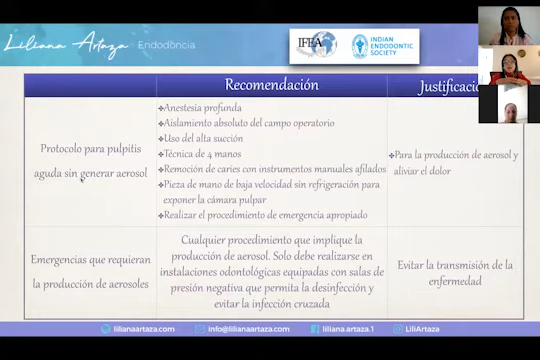 Liliana Artaza Endodoncia
IFEA
INDIAN
ENDODONTIC
SOCIETY
Recomendación
Justificació
Protocolo para pulpitis
aguda sin generar aerosol
❖Anestesia profunda
❖Aislamiento absoluto del campo operatorio
❖Uso del alta succión
❖Técnica de 4 manos
❖Remoción de caries con instrumentos manuales afilados
❖Pieza de mano de baja velocidad sin refrigeración para
exponer la cámara pulpar
❖Realizar el procedimiento de emergencia apropiado
❖Para la producción de aerosol y
aliviar el dolor
Emergencias que requieran
la producción de aerosoles
Cualquier procedimiento que implique la
producción de aerosol. Solo debe realizarse en
instalaciones odontológicas equipadas con salas de
presión negativa que permita la desinfección y
evitar la infección cruzada
Evitar la transmisión de la
enfermedad
lilianaartaza.com
info@lilianaartaza.com
liliana.artaza.1
LiliArtaza